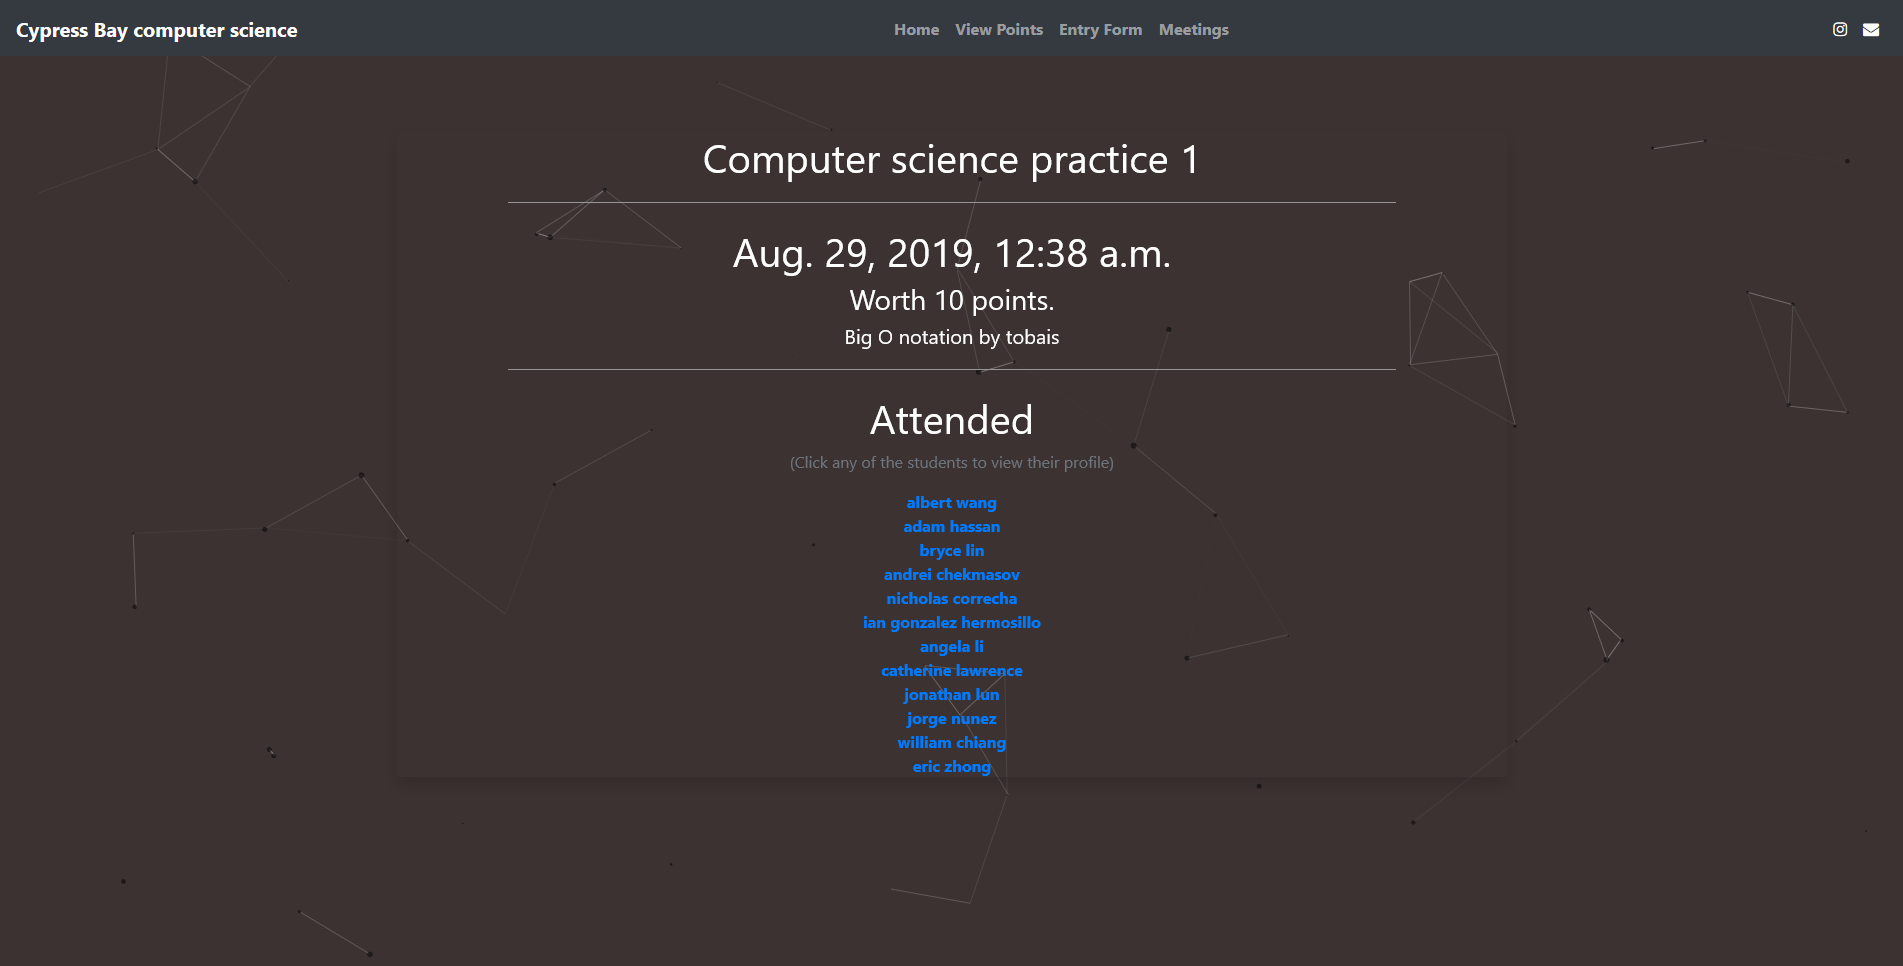 Cypress Bay computer science
Home View Points Entry Form Meetings
Computer science practice 1
Aug. 29, 2019, 12:38 a.m.
Worth 10 points.
Big O notation by tobais
Attended
(Click any of the students to view their profile)
albert wang
adam hassan
bryce lin
andrei chekmasov
nicholas correcha
ian gonzalez hermosillo
angela li
catherine lawrence
jonathan lun
jorge nunez
william chiang
eric zhong